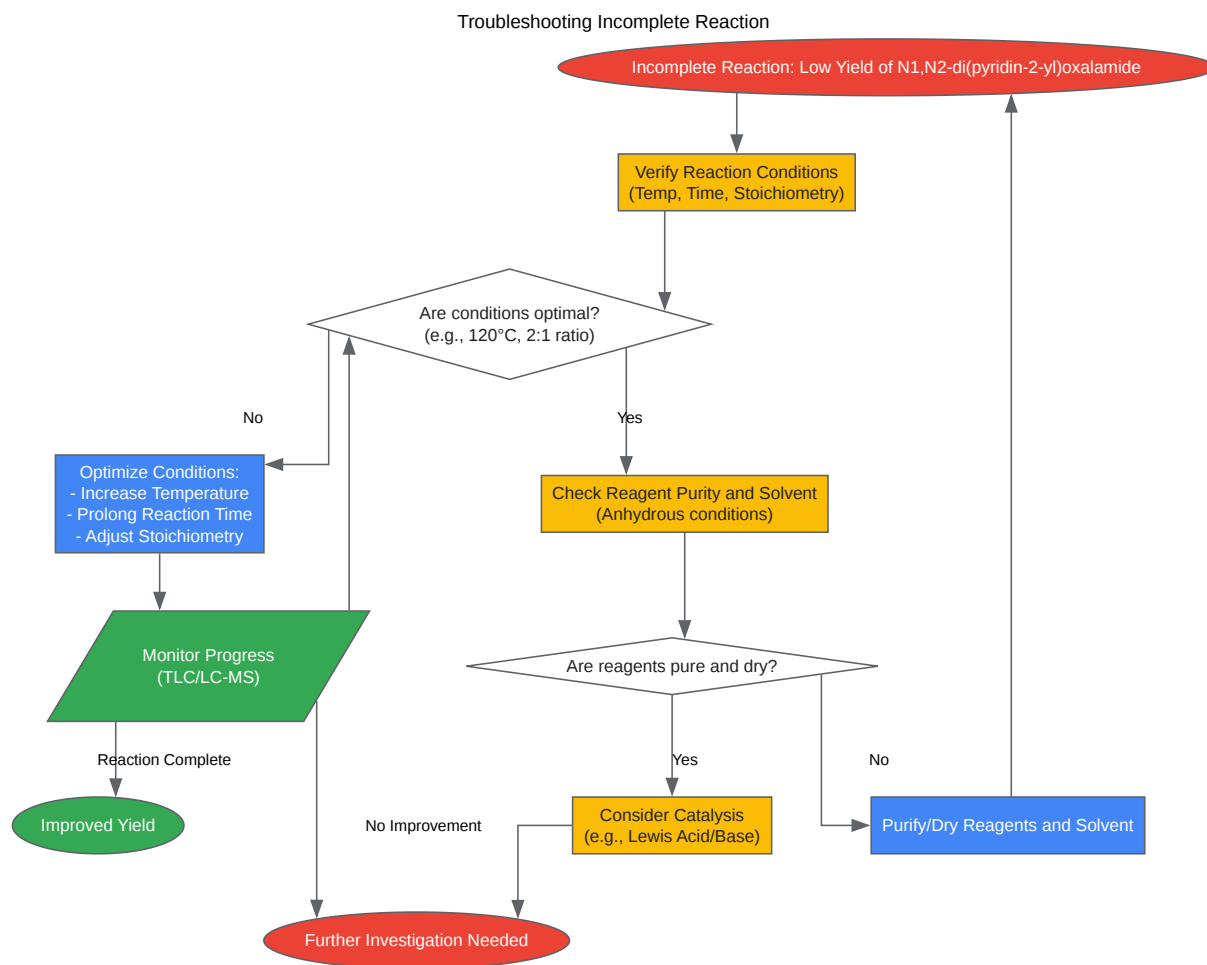 Troubleshooting Incomplete Reaction
Incomplete Reaction: Low Yield of N1,N2-di(pyridin-2-yl)oxalamide
Verify Reaction Conditions
(Temp, Time, Stoichiometry)
Are conditions optimal?
(e.g., 120°C, 2:1 ratio)
No
Yes
Optimize Conditions:
- Increase Temperature
- Prolong Reaction Time
- Adjust Stoichiometry
Check Reagent Purity and Solvent
(Anhydrous conditions)
Monitor Progress
(TLC/LC-MS)
Are reagents pure and dry?
Reaction Complete
Yes
No
Improved Yield
No Improvement
Consider Catalysis
(e.g., Lewis Acid/Base)
Purify/Dry Reagents and Solvent
Further Investigation Needed